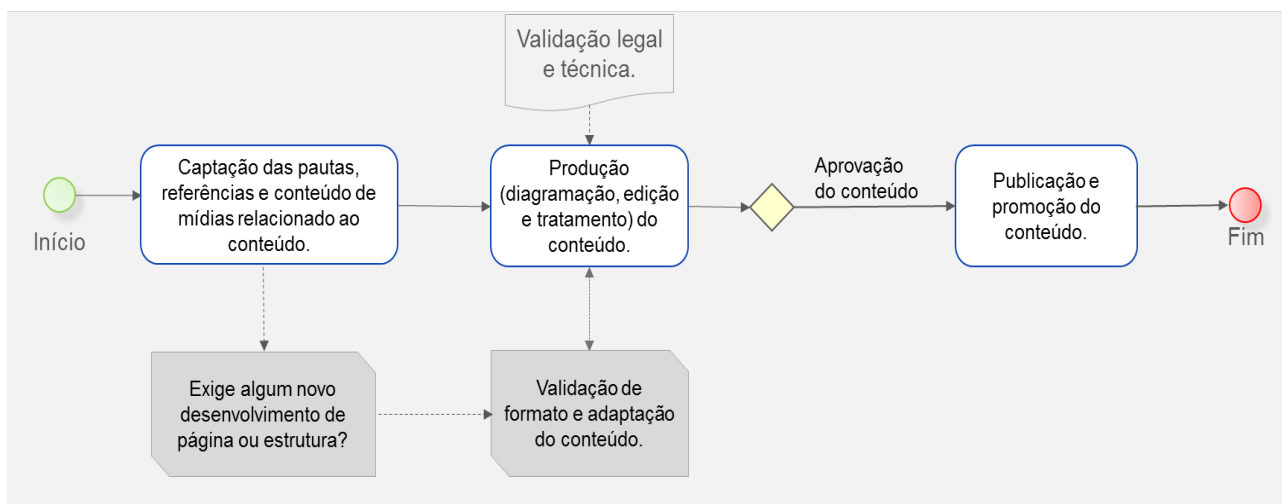 Validação legal
e técnica.
Início
Captação das pautas,
referências e conteúdo de
mídias relacionado ao
conteúdo.
Produção
(diagramação, edição
e tratamento) do
conteúdo.
Aprovação
do conteúdo
Publicação e
promoção do
conteúdo.
Fim
Exige algum novo
desenvolvimento de
página ou estrutura?
Validação de
formato e adaptação
do conteúdo.